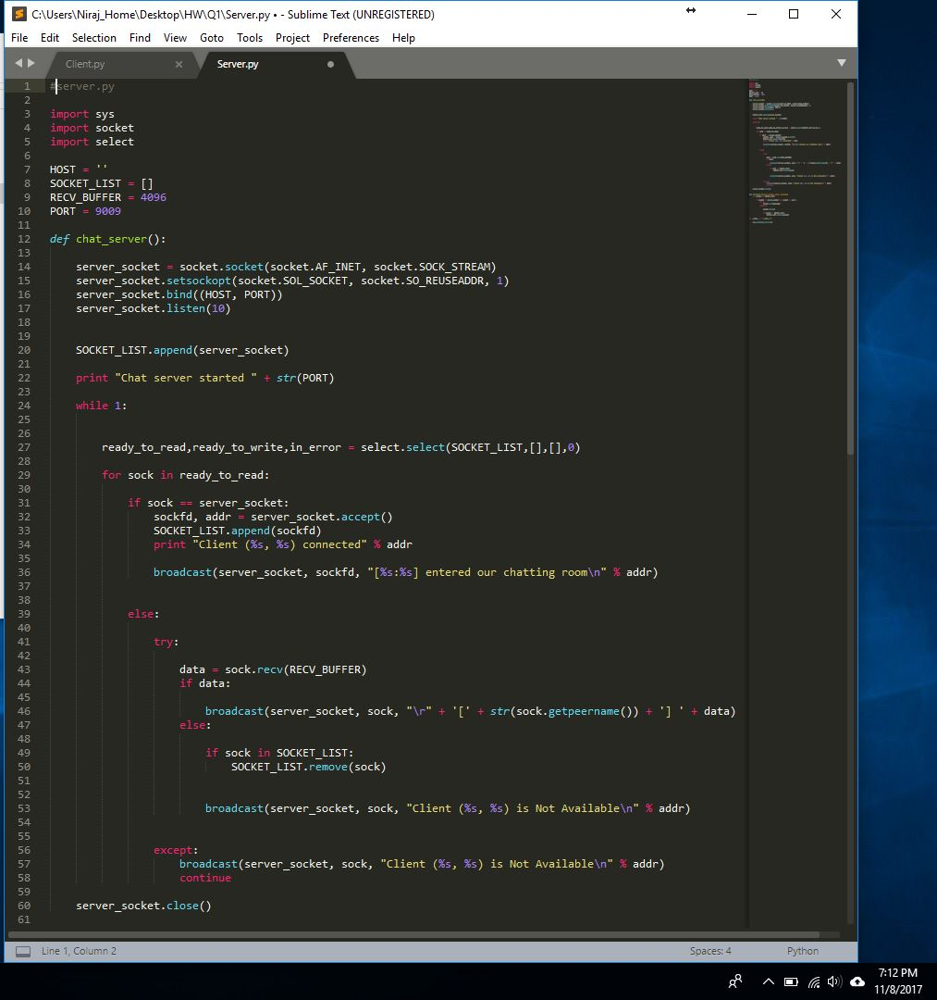 C:\Users\Niraj_Home\Desktop\HW\Q1\Server.py • - Sublime Text (UNREGISTERED)
File Edit Selection Find View Goto Tools Project Preferences Help
Client.py Server.py
1 #server.py
2
3 import sys
4 import socket
5 import select
6
7 HOST = ''
8 SOCKET_LIST = []
9 RECV_BUFFER = 4096
10 PORT = 9009
11
12 def chat_server():
13
14 server_socket = socket.socket(socket.AF_INET, socket.SOCK_STREAM)
15 server_socket.setsockopt(socket.SOL_SOCKET, socket.SO_REUSEADDR, 1)
16 server_socket.bind((HOST, PORT))
17 server_socket.listen(10)
18
19
20 SOCKET_LIST.append(server_socket)
21
22 print "Chat server started " + str(PORT)
23
24 while 1:
25
26
27 ready_to_read,ready_to_write,in_error = select.select(SOCKET_LIST,[],[],0)
28
29 for sock in ready_to_read:
30
31 if sock == server_socket:
32 sockfd, addr = server_socket.accept()
33 SOCKET_LIST.append(sockfd)
34 print "Client (%s, %s) connected" % addr
35
36 broadcast(server_socket, sockfd, "[%s:%s] entered our chatting room\n" % addr)
37
38
39 else:
40
41 try:
42
43 data = sock.recv(RECV_BUFFER)
44 if data:
45
46 broadcast(server_socket, sock, "\r" + '[' + str(sock.getpeername()) + '] ' + data)
47 else:
48
49 if sock in SOCKET_LIST:
50 SOCKET_LIST.remove(sock)
51
52
53 broadcast(server_socket, sock, "Client (%s, %s) is Not Available\n" % addr)
54
55
56 except:
57 broadcast(server_socket, sock, "Client (%s, %s) is Not Available\n" % addr)
58 continue
59
60 server_socket.close()
61
Line 1, Column 2 Spaces: 4 Python
7:12 PM
11/8/2017